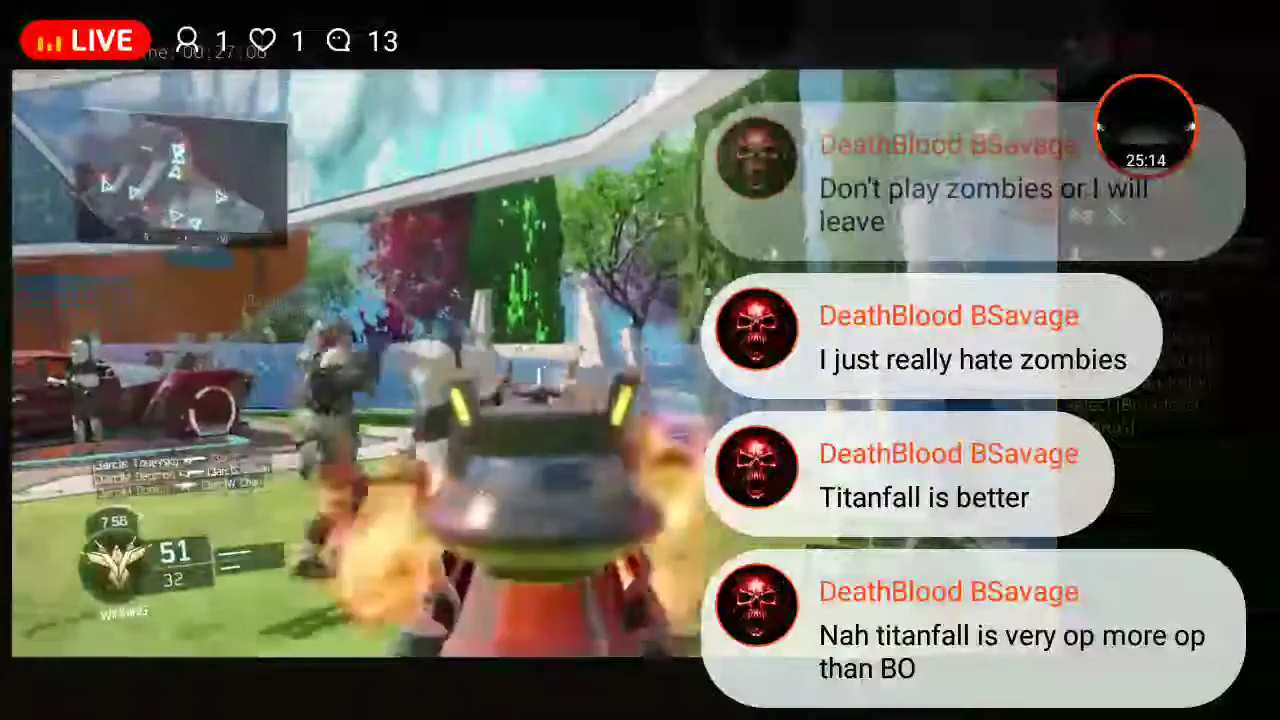 LIVE 1 1 13
25:14
DeathBlood BSavage
Don't play zombies or I will
leave
DeathBlood BSavage
I just really hate zombies
DeathBlood BSavage
Titanfall is better
DeathBlood BSavage
Nah titanfall is very op more op
than BO
7:56
51
32
WINNING